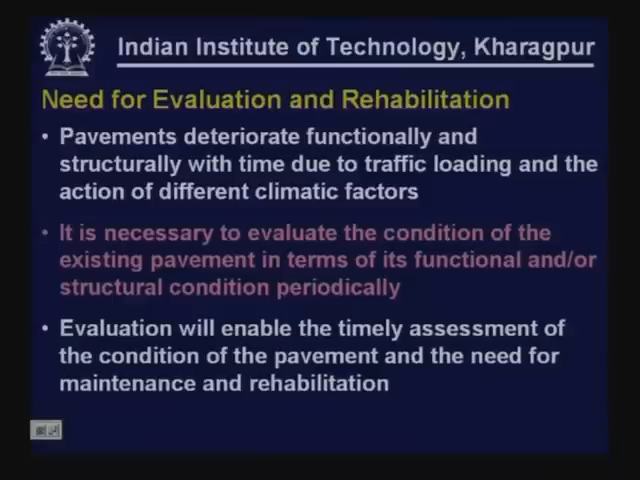 Indian Institute of Technology, Kharagpur
Need for Evaluation and Rehabilitation
• Pavements deteriorate functionally and
structurally with time due to traffic loading and the
action of different climatic factors
• It is necessary to evaluate the condition of the
existing pavement in terms of its functional and/or
structural condition periodically
• Evaluation will enable the timely assessment of
the condition of the pavement and the need for
maintenance and rehabilitation